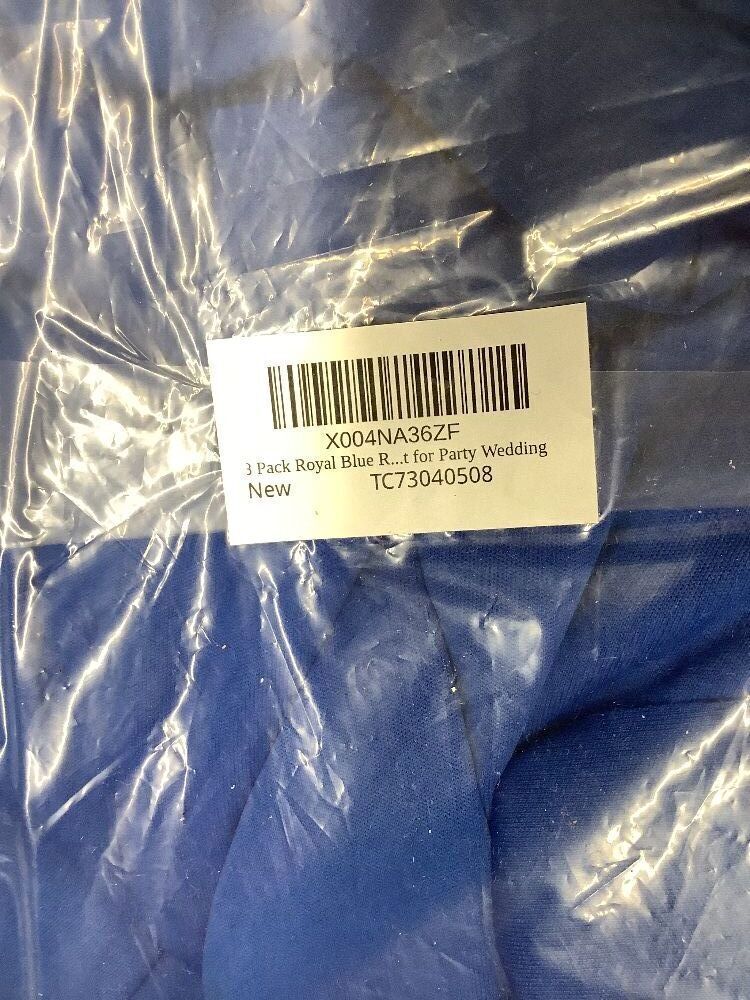 X004NA36ZF
3 Pack Royal Blue R...t for Party Wedding
New TC73040508